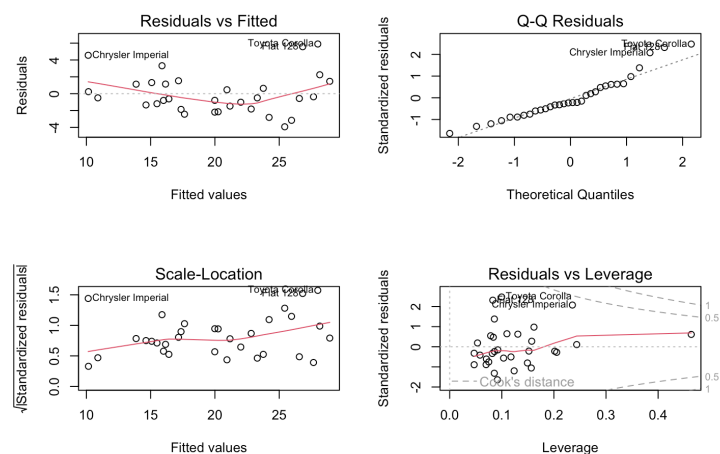 Residuals vs Fitted
Residuals
4
0
-4
Chrysler Imperial
Toyota Corolla
Fiat 128
10
15
20
25
Fitted values
Q-Q Residuals
Standardized residuals
2
1
0
-1
Toyota Corolla
Fiat 128
Chrysler Imperial
-2
-1
0
1
2
Theoretical Quantiles
Scale-Location
√|Standardized residuals|
1.5
1.0
0.5
0.0
Chrysler Imperial
Toyota Corolla
Fiat 128
10
15
20
25
Fitted values
Residuals vs Leverage
Standardized residuals
2
1
0
-2
Toyota Corolla
Fiat 128
Chrysler Imperial
1
0.5
0.5
1
Cook's distance
0.0
0.1
0.2
0.3
0.4
Leverage